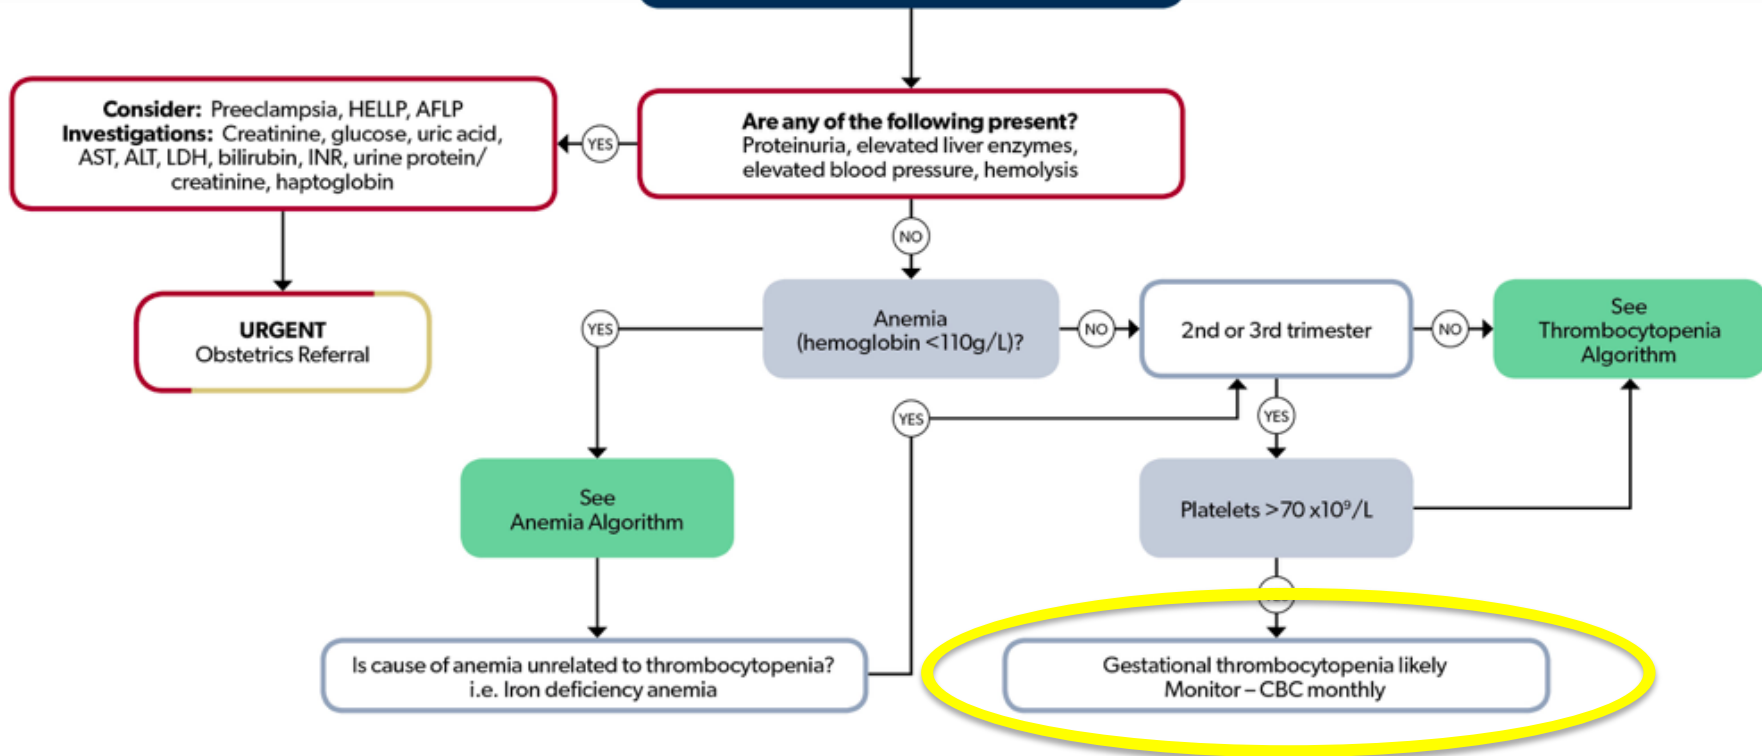 Consider: Preeclampsia, HELLP, AFLP
Investigations: Creatinine, glucose, uric acid,
AST, ALT, LDH, bilirubin, INR, urine protein/
creatinine, haptoglobin
YES
Are any of the following present?
Proteinuria, elevated liver enzymes,
elevated blood pressure, hemolysis
NO
URGENT
Obstetrics Referral
YES
Anemia
(hemoglobin <110g/L)?
NO
2nd or 3rd trimester
NO
See
Thrombocytopenia
Algorithm
YES
YES
See
Anemia Algorithm
Platelets >70 x10⁹/L
Is cause of anemia unrelated to thrombocytopenia?
i.e. Iron deficiency anemia
Gestational thrombocytopenia likely
Monitor – CBC monthly